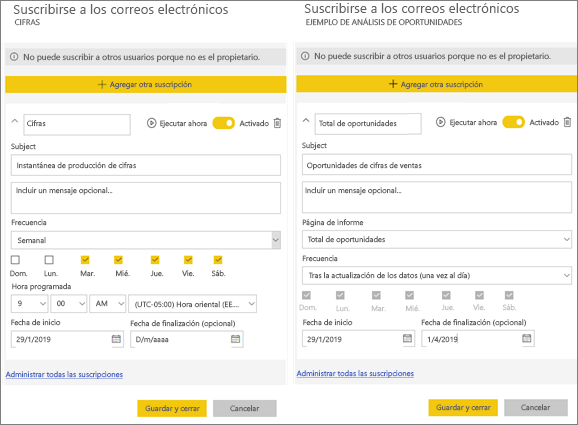 Suscribirse a los correos electrónicos
CIFRAS
No puede suscribir a otros usuarios porque no es el propietario.
Agregar otra suscripción
Cifras
Ejecutar ahora
Activado
Subject
Instantánea de producción de cifras
Incluir un mensaje opcional...
Frecuencia
Semanal
Dom. Lun. Mar. Mié. Jue. Vie. Sáb.
Hora programada
9 00 AM (UTC-05:00) Hora oriental (EE....
Fecha de inicio Fecha de finalización (opcional)
29/1/2019 D/m/aaaa
Administrar todas las suscripciones
Guardar y cerrar Cancelar
Suscribirse a los correos electrónicos
EJEMPLO DE ANÁLISIS DE OPORTUNIDADES
No puede suscribir a otros usuarios porque no es el propietario.
Agregar otra suscripción
Total de oportunidades
Ejecutar ahora
Activado
Subject
Oportunidades de cifras de ventas
Incluir un mensaje opcional...
Página de informe
Total de oportunidades
Frecuencia
Tras la actualización de los datos (una vez al día)
Dom. Lun. Mar. Mié. Jue. Vie. Sáb.
Fecha de inicio Fecha de finalización (opcional)
29/1/2019 1/4/2019
Administrar todas las suscripciones
Guardar y cerrar Cancelar